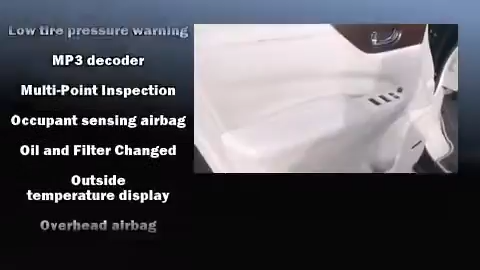 Low tire pressure warning
MP3 decoder
Multi-Point Inspection
Occupant sensing airbag
Oil and Filter Changed
Outside
temperature display
Overhead airbag